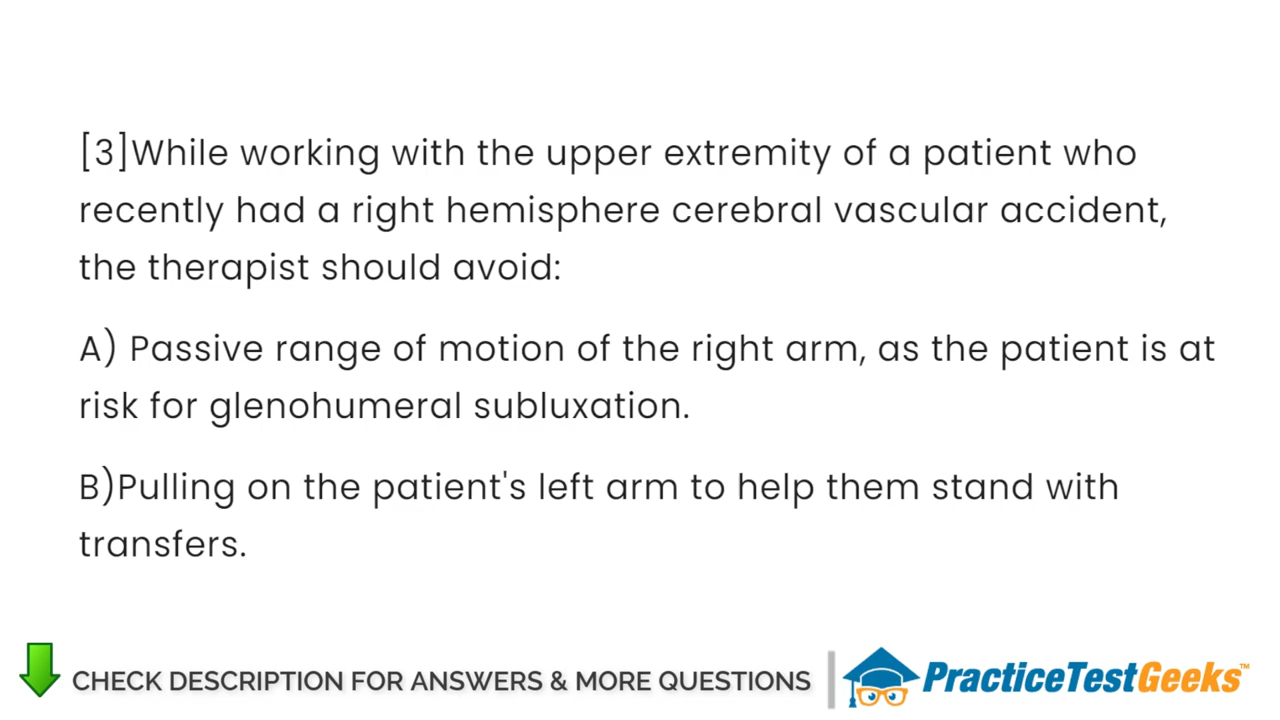 [3]While working with the upper extremity of a patient who
recently had a right hemisphere cerebral vascular accident,
the therapist should avoid:
A) Passive range of motion of the right arm, as the patient is at
risk for glenohumeral subluxation.
B)Pulling on the patient's left arm to help them stand with
transfers.
CHECK DESCRIPTION FOR ANSWERS & MORE QUESTIONS
PracticeTestGeeks™